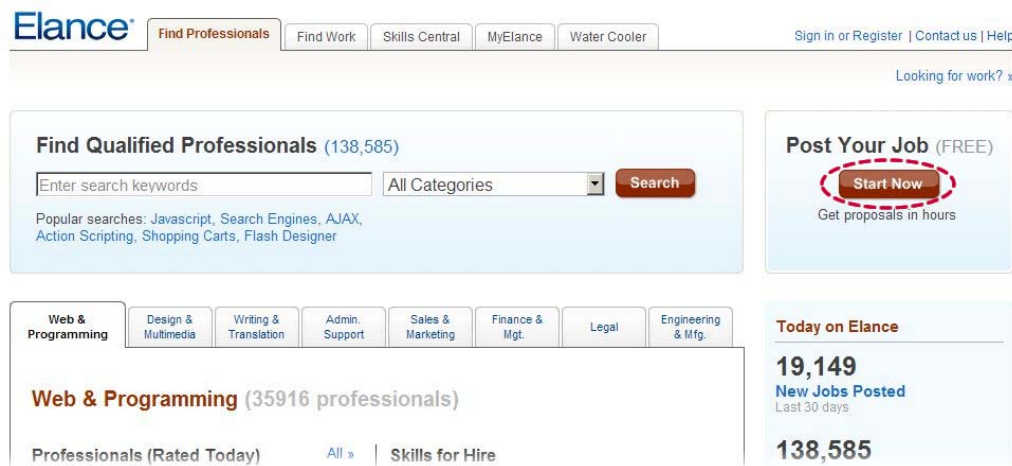 Elance®
Find Professionals
Find Work
Skills Central
MyElance
Water Cooler
Sign in or Register | Contact us | Help
Looking for work? »
Find Qualified Professionals (138,585)
Enter search keywords
All Categories
Search
Popular searches: Javascript, Search Engines, AJAX,
Action Scripting, Shopping Carts, Flash Designer
Post Your Job (FREE)
Start Now
Get proposals in hours
Web &
Programming
Design &
Multimedia
Writing &
Translation
Admin.
Support
Sales &
Marketing
Finance &
Mgt.
Legal
Engineering
& Mfg.
Web & Programming (35916 professionals)
Professionals (Rated Today)
All »
Skills for Hire
Today on Elance
19,149
New Jobs Posted
Last 30 days
138,585